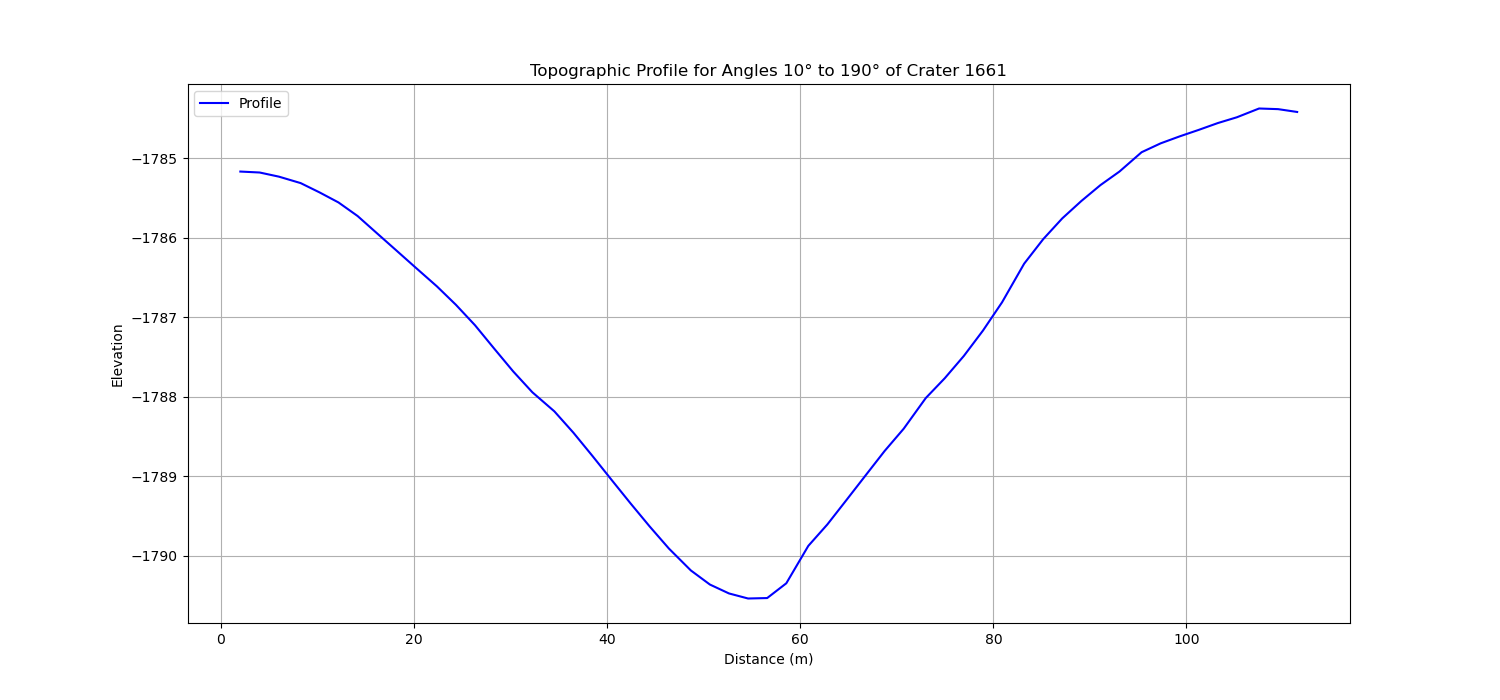 Topographic Profile for Angles 10° to 190° of Crater 1661
Profile
−1785
−1786
−1787
−1788
−1789
−1790
Elevation
0 20 40 60 80 100
Distance (m)